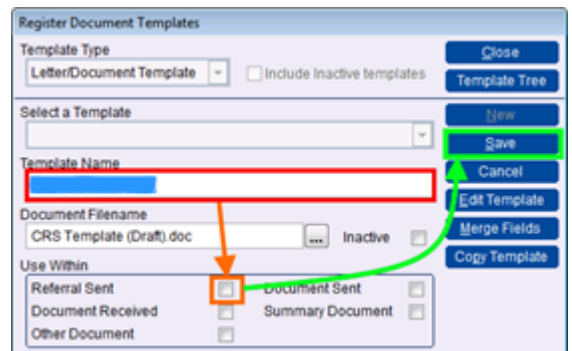 Register Document Templates
Template Type
Close
Letter/Document Template
Include Inactive templates
Template Tree
Select a Template
New
Save
Template Name
Cancel
Edit Template
Document Filename
Merge Fields
CRS Template (Draft).doc
...
Inactive
Copy Template
Use Within
Referral Sent
Document Sent
Document Received
Summary Document
Other Document